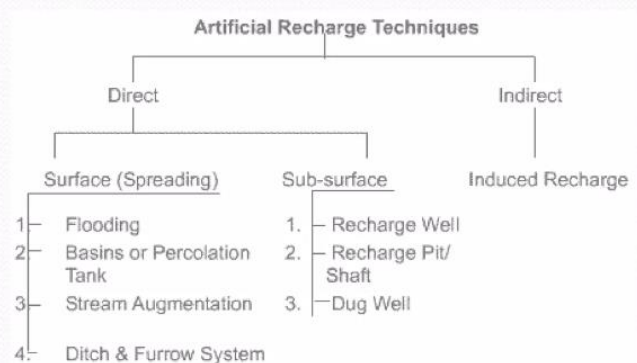 Artificial Recharge Techniques
Direct
Indirect
Surface (Spreading)
Sub-surface
Induced Recharge
1 Flooding
2 Basins or Percolation
Tank
3 Stream Augmentation
4. Ditch & Furrow System
1. Recharge Well
2. Recharge Pit/
Shaft
3. Dug Well